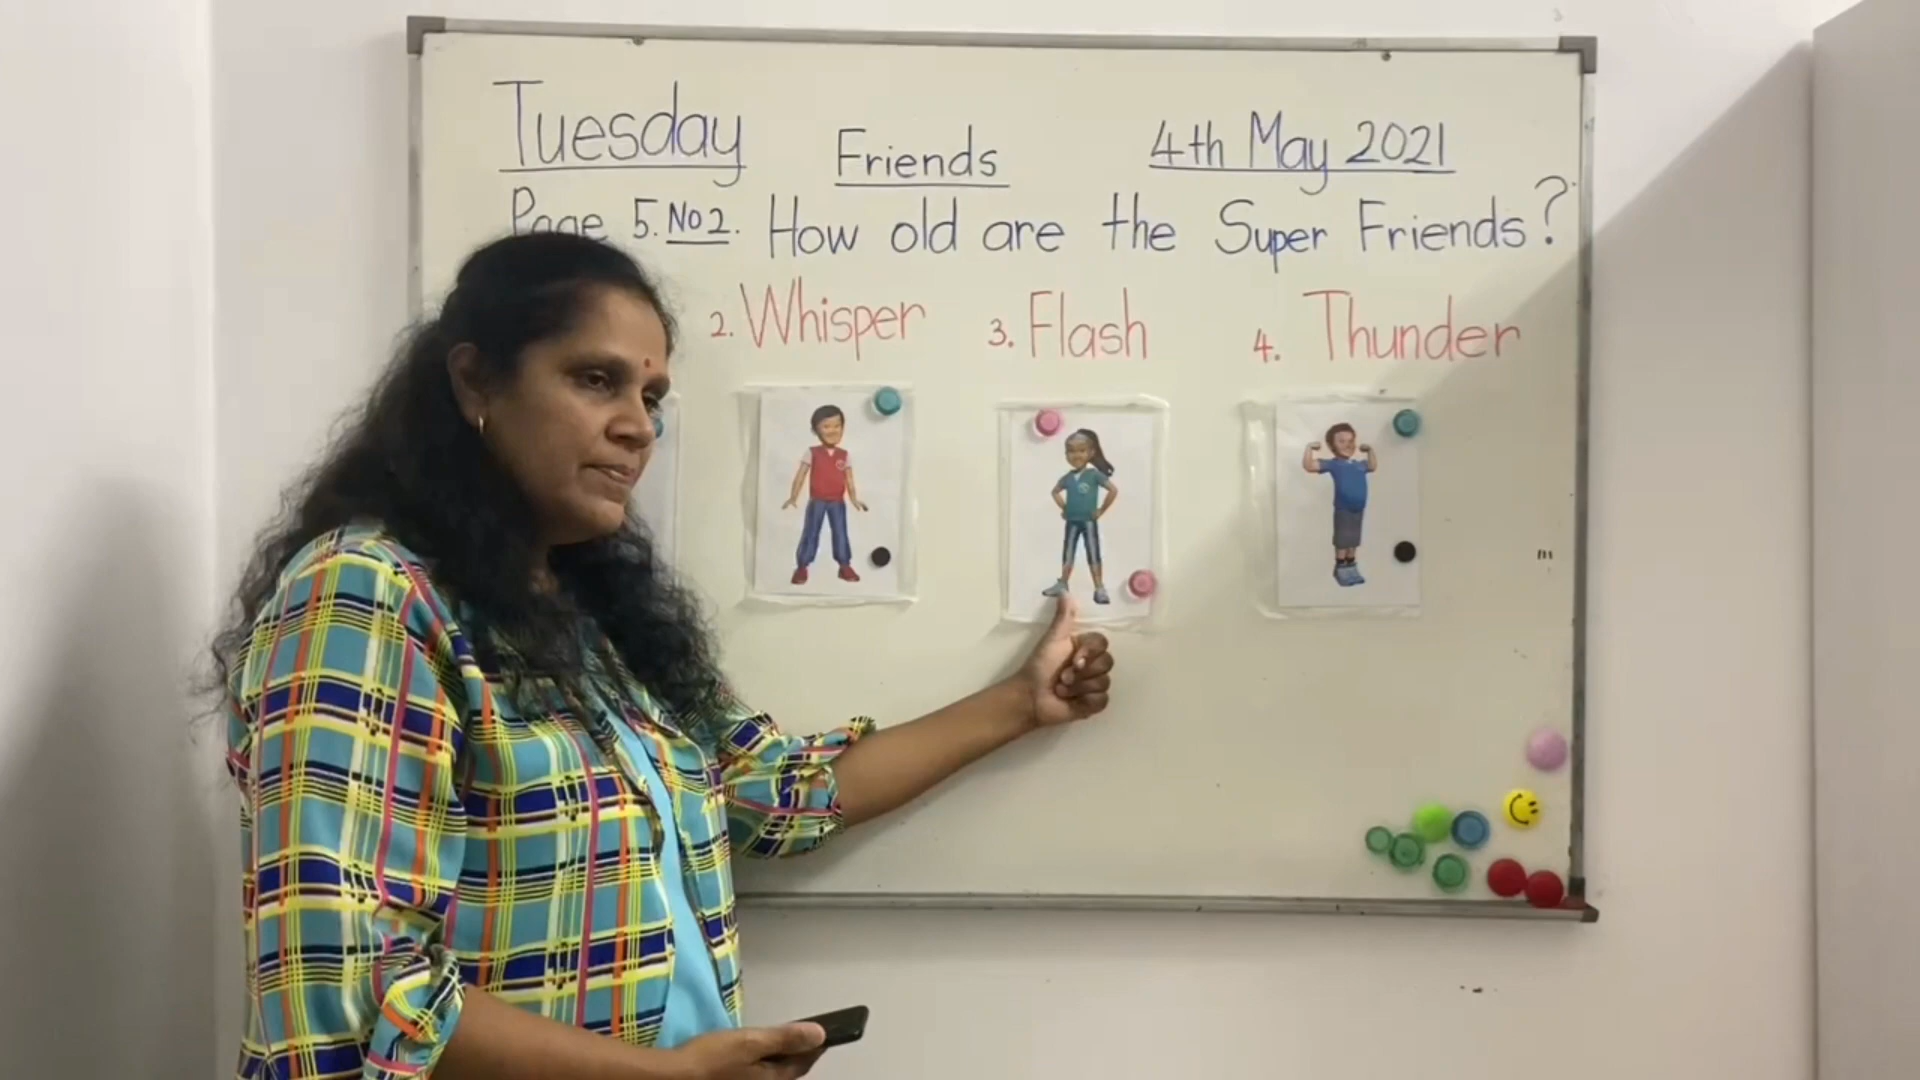 Tuesday Friends 4th May 2021
Page 5. No 2. How old are the Super Friends?
2. Whisper 3. Flash 4. Thunder